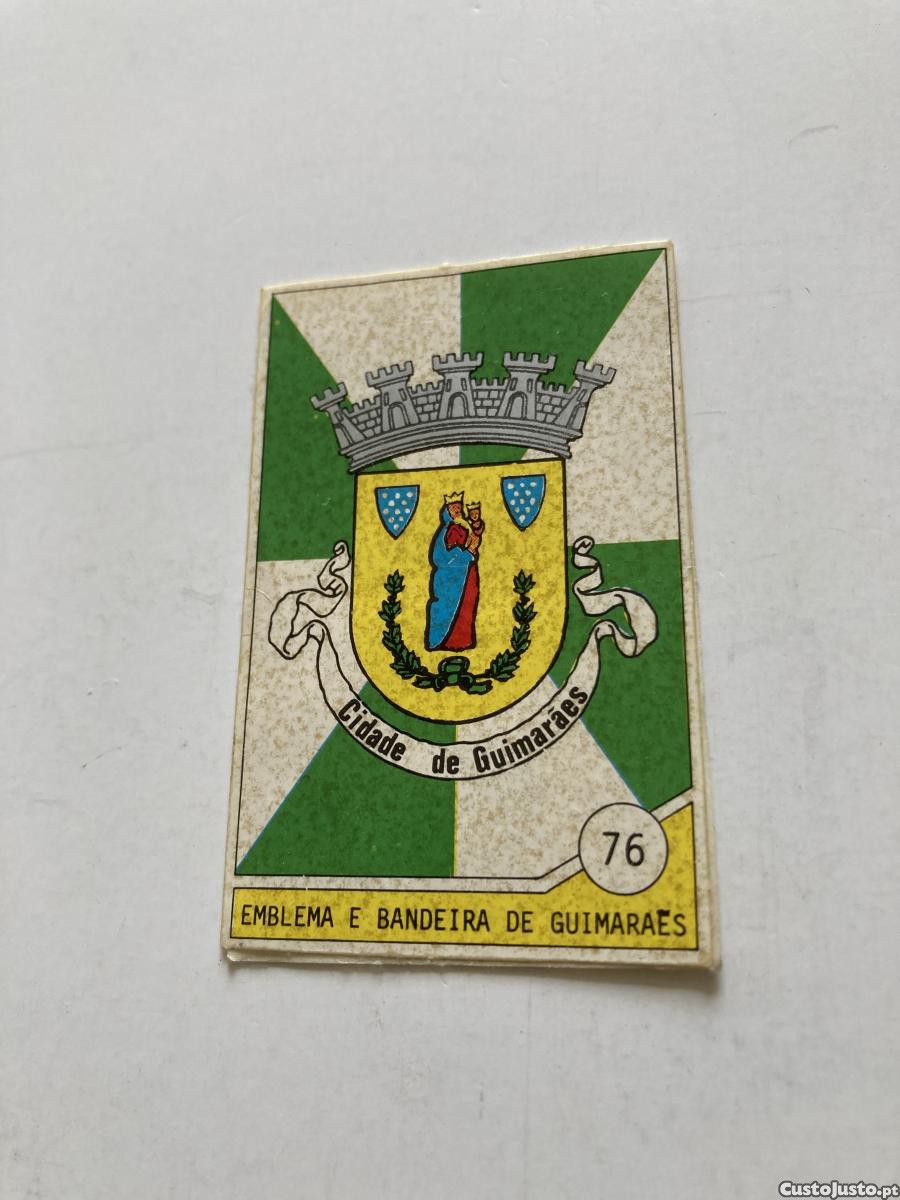 Cidade de Guimarães
76
EMBLEMA E BANDEIRA DE GUIMARAES
CustoJusto.pt